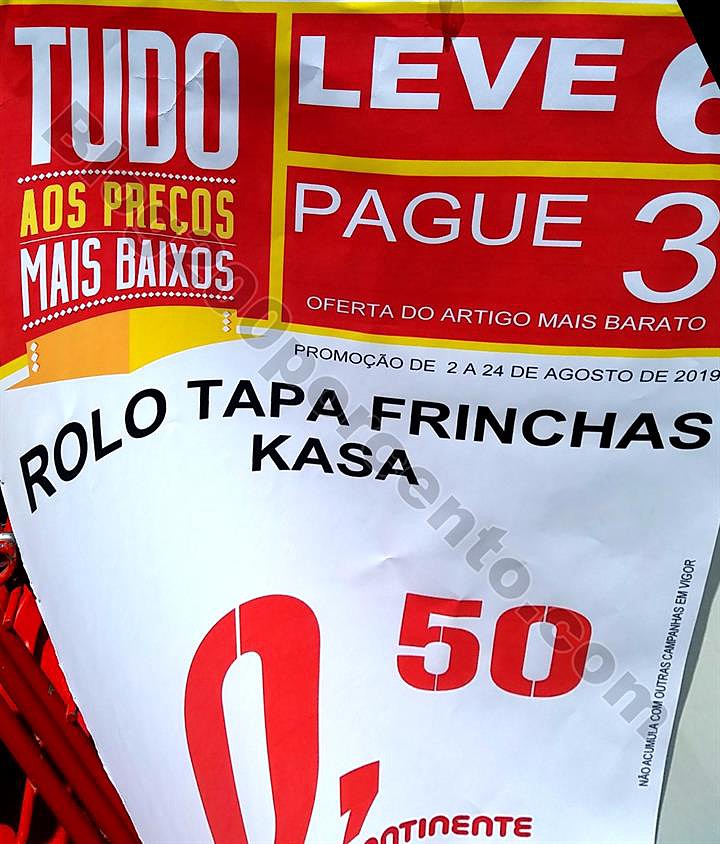 TUDO
AOS PREÇOS
MAIS BAIXOS
LEVE 6
PAGUE 3
OFERTA DO ARTIGO MAIS BARATO
PROMOÇÃO DE 2 A 24 DE AGOSTO DE 2019
ROLO TAPA FRINCHAS
KASA
0,50
NÃO ACUMULA COM OUTRAS CAMPANHAS EM VIGOR
ONTINENTE